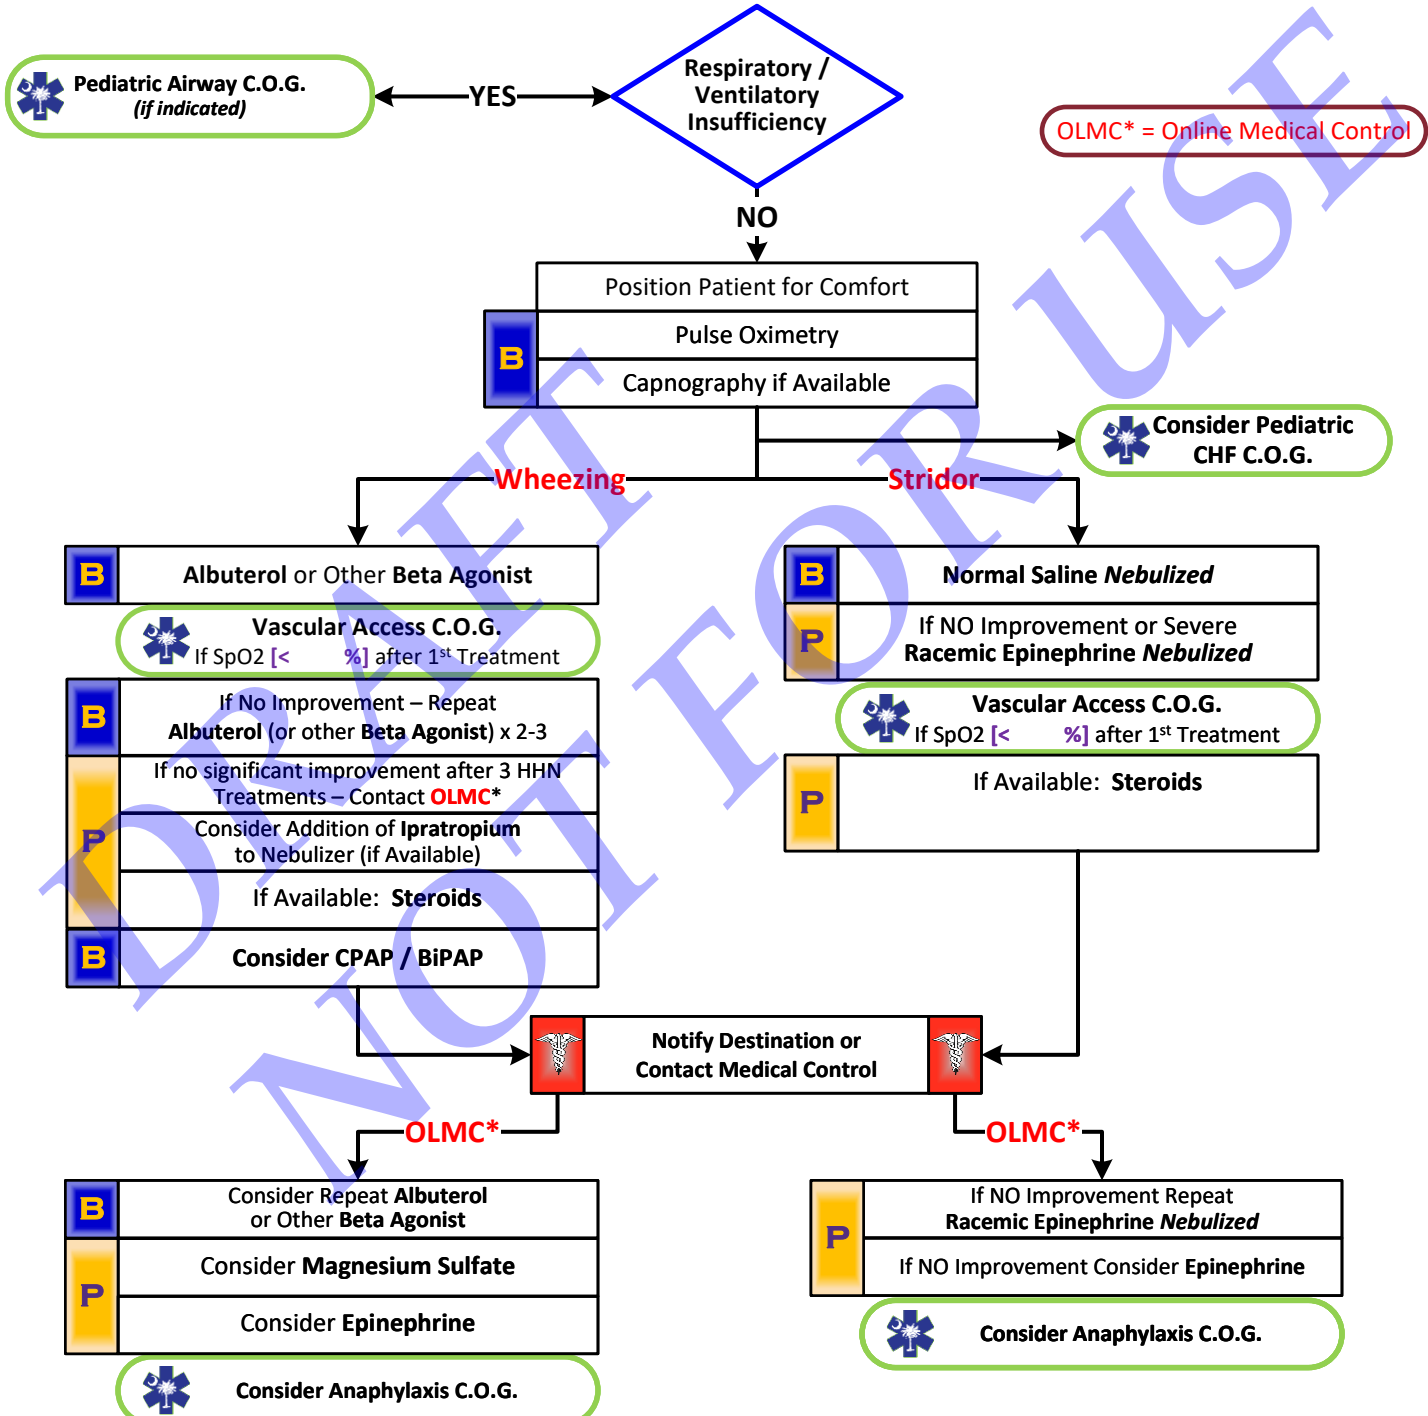 Respiratory /
Ventilatory
Insufficiency
Pediatric Airway C.O.G.
(if indicated)
YES
OLMC* = Online Medical Control
NO
Position Patient for Comfort
B
Pulse Oximetry
Capnography if Available
Consider Pediatric
CHF C.O.G.
Wheezing
Stridor
B
Albuterol or Other Beta Agonist
Vascular Access C.O.G.
If SpO2 [<        %] after 1st Treatment
B
If No Improvement – Repeat
Albuterol (or other Beta Agonist) x 2-3
P
If no significant improvement after 3 HHN
Treatments – Contact OLMC*
Consider Addition of Ipratropium
to Nebulizer (if Available)
If Available:  Steroids
B
Consider CPAP / BiPAP
B
Normal Saline Nebulized
P
If NO Improvement or Severe
Racemic Epinephrine Nebulized
Vascular Access C.O.G.
If SpO2 [<        %] after 1st Treatment
P
If Available:  Steroids
Notify Destination or
Contact Medical Control
OLMC*
OLMC*
B
Consider Repeat Albuterol
or Other Beta Agonist
P
Consider Magnesium Sulfate
Consider Epinephrine
Consider Anaphylaxis C.O.G.
P
If NO Improvement Repeat
Racemic Epinephrine Nebulized
If NO Improvement Consider Epinephrine
Consider Anaphylaxis C.O.G.
DRAFT
NOT FOR USE